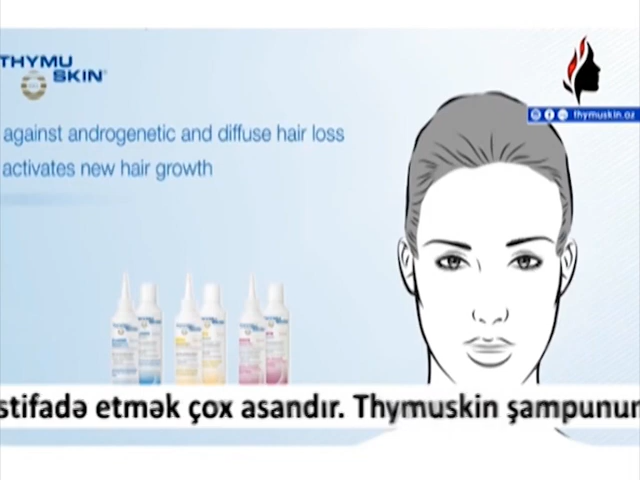 THYMU
SKIN
thymuskin.az
against androgenetic and diffuse hair loss
activates new hair growth
stifadə etmək çox asandır. Thymuskin şampunun